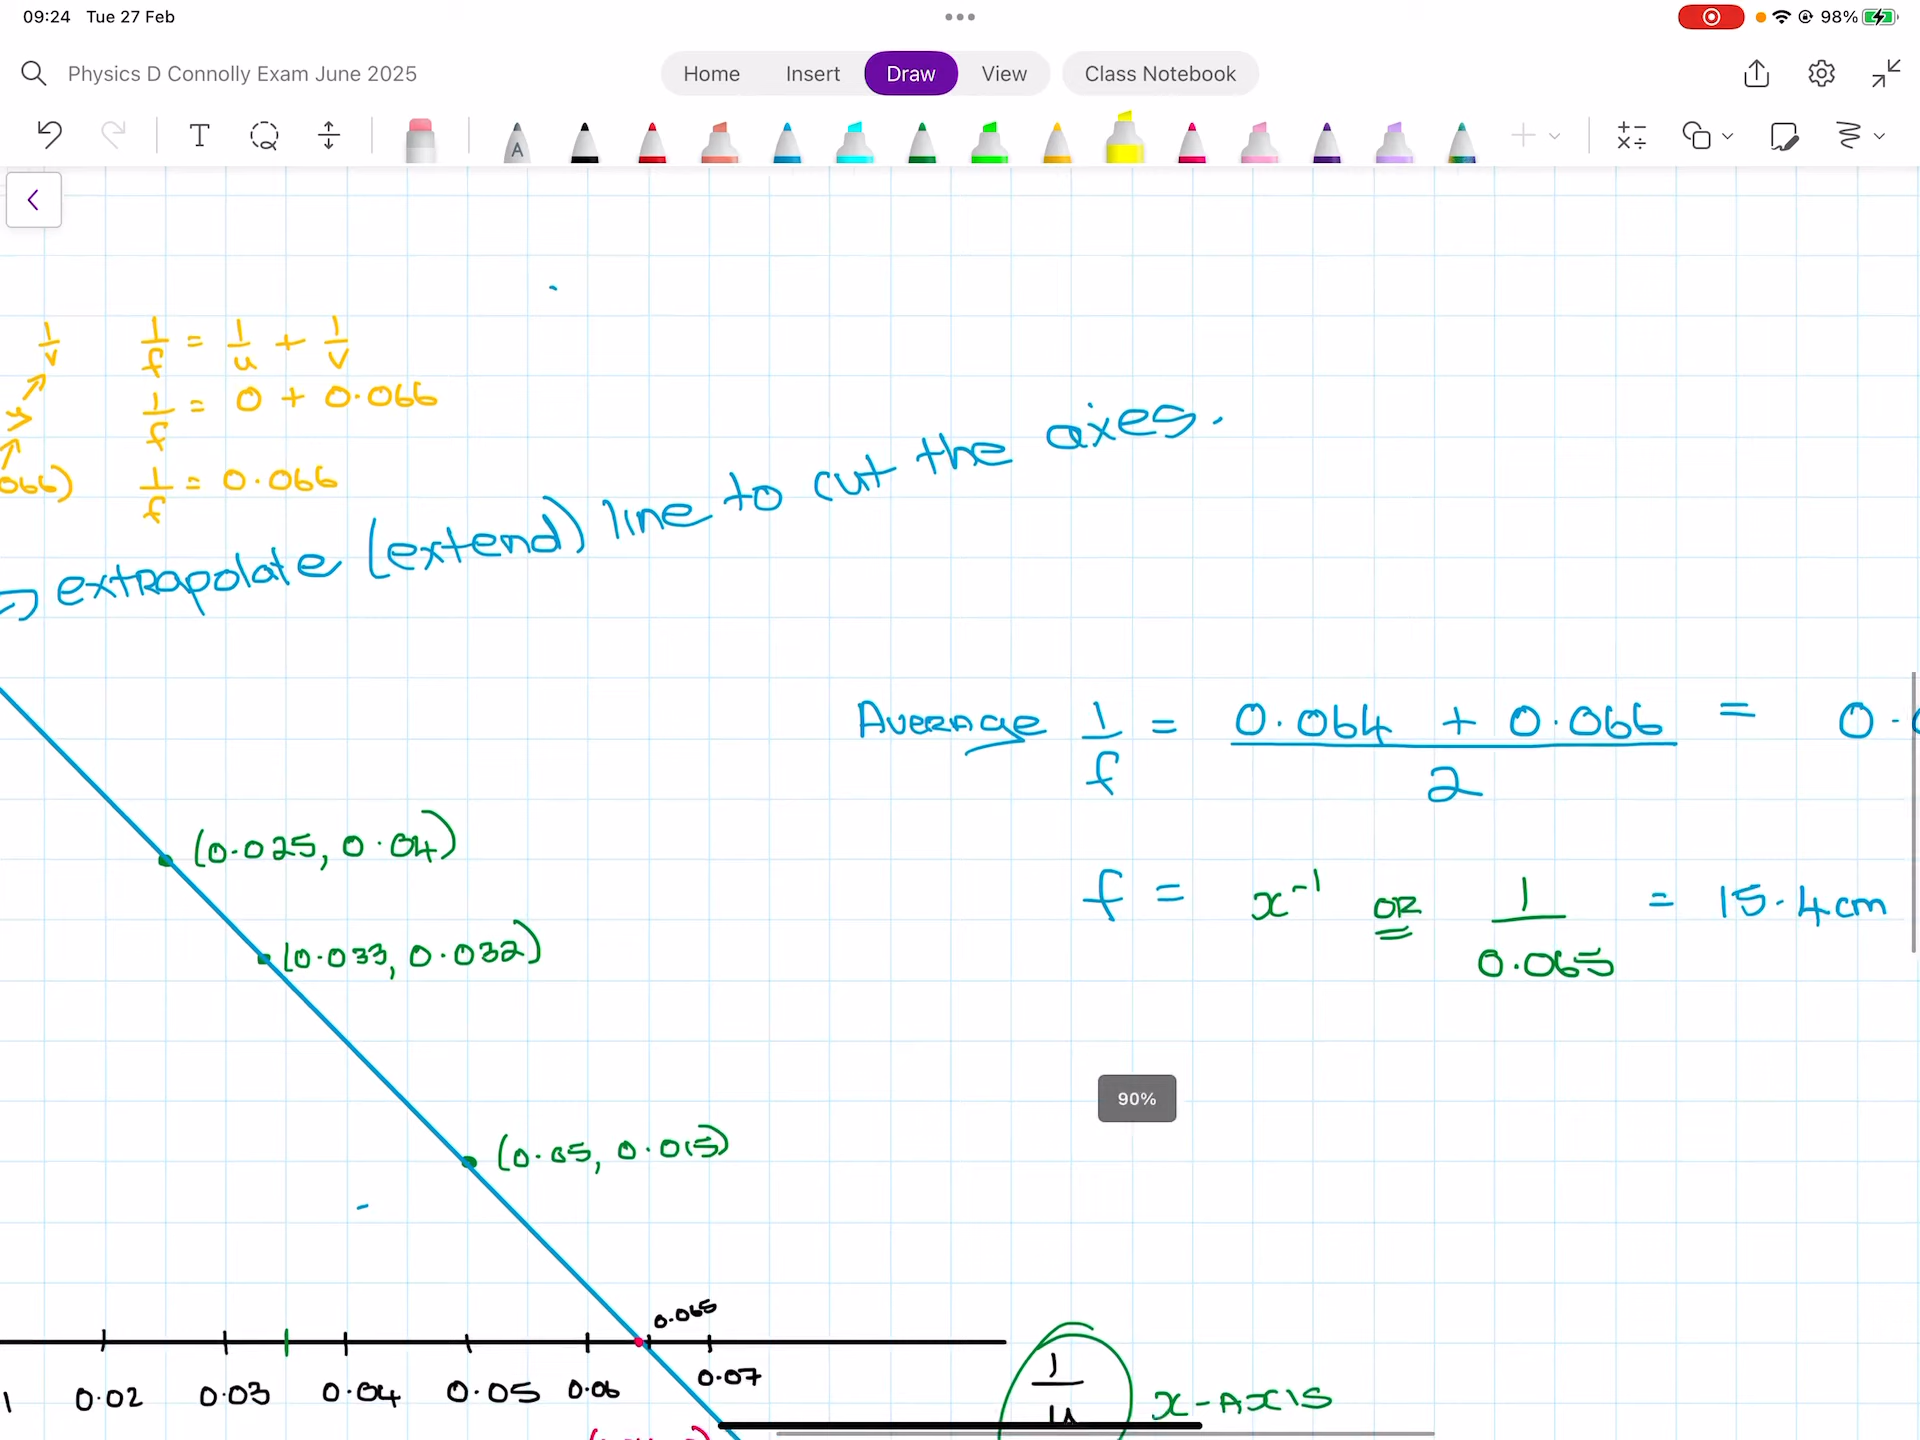 09:24 Tue 27 Feb
98%
Physics D Connolly Exam June 2025
Home Insert Draw View Class Notebook
1/v
1/f = 1/u + 1/v
1/f = 0 + 0.066
066)
1/f = 0.066
extrapolate (extend) line to cut the axes.
Average 1/f = 0.064 + 0.066 / 2 = 0.
(0.025, 0.04)
f = x⁻¹ OR 1/0.065 = 15.4cm
(0.033, 0.032)
90%
(0.05, 0.015)
0.065
0.02 0.03 0.04 0.05 0.06 0.07
1/u x-AXIS